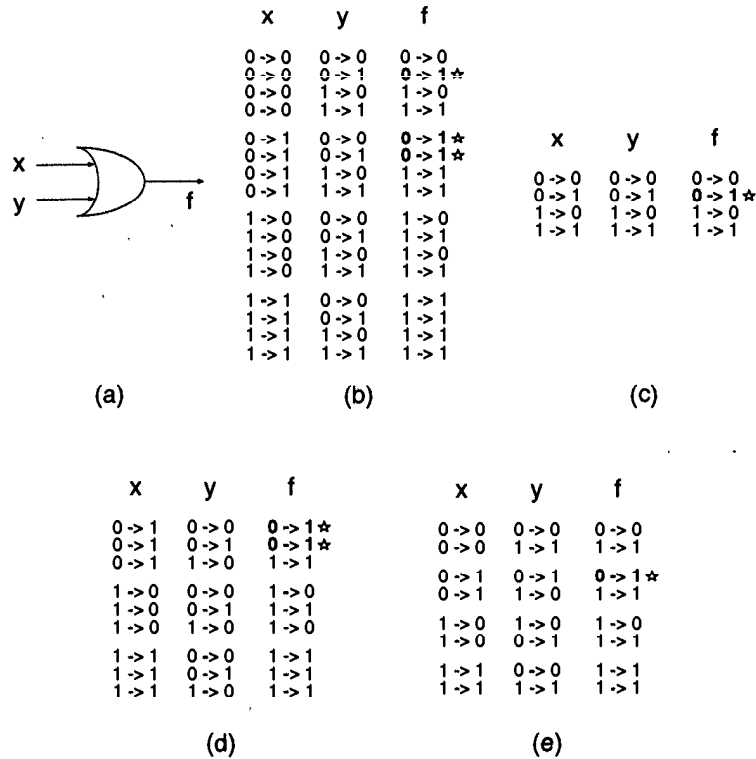 x y f
0 -> 0 0 -> 0 0 -> 0
0 -> 0 0 -> 1 0 -> 1 ☆
0 -> 0 1 -> 0 1 -> 0
0 -> 0 1 -> 1 1 -> 1
0 -> 1 0 -> 0 0 -> 1 ☆
0 -> 1 0 -> 1 0 -> 1 ☆
0 -> 1 1 -> 0 1 -> 1
0 -> 1 1 -> 1 1 -> 1
1 -> 0 0 -> 0 1 -> 0
1 -> 0 0 -> 1 1 -> 1
1 -> 0 1 -> 0 1 -> 0
1 -> 0 1 -> 1 1 -> 1
1 -> 1 0 -> 0 1 -> 1
1 -> 1 0 -> 1 1 -> 1
1 -> 1 1 -> 0 1 -> 1
1 -> 1 1 -> 1 1 -> 1
x
y
f
x y f
0 -> 0 0 -> 0 0 -> 0
0 -> 1 0 -> 1 0 -> 1 ☆
1 -> 0 1 -> 0 1 -> 0
1 -> 1 1 -> 1 1 -> 1
(a) (b) (c)
x y f
0 -> 1 0 -> 0 0 -> 1 ☆
0 -> 1 0 -> 1 0 -> 1 ☆
0 -> 1 1 -> 0 1 -> 1
1 -> 0 0 -> 0 1 -> 0
1 -> 0 0 -> 1 1 -> 1
1 -> 0 1 -> 0 1 -> 0
1 -> 1 0 -> 0 1 -> 1
1 -> 1 0 -> 1 1 -> 1
1 -> 1 1 -> 0 1 -> 1
(d)
x y f
0 -> 0 0 -> 0 0 -> 0
0 -> 0 1 -> 1 1 -> 1
0 -> 1 0 -> 1 0 -> 1 ☆
0 -> 1 1 -> 0 1 -> 1
1 -> 0 1 -> 0 1 -> 0
1 -> 0 0 -> 1 1 -> 1
1 -> 1 0 -> 0 1 -> 1
1 -> 1 1 -> 1 1 -> 1
(e)